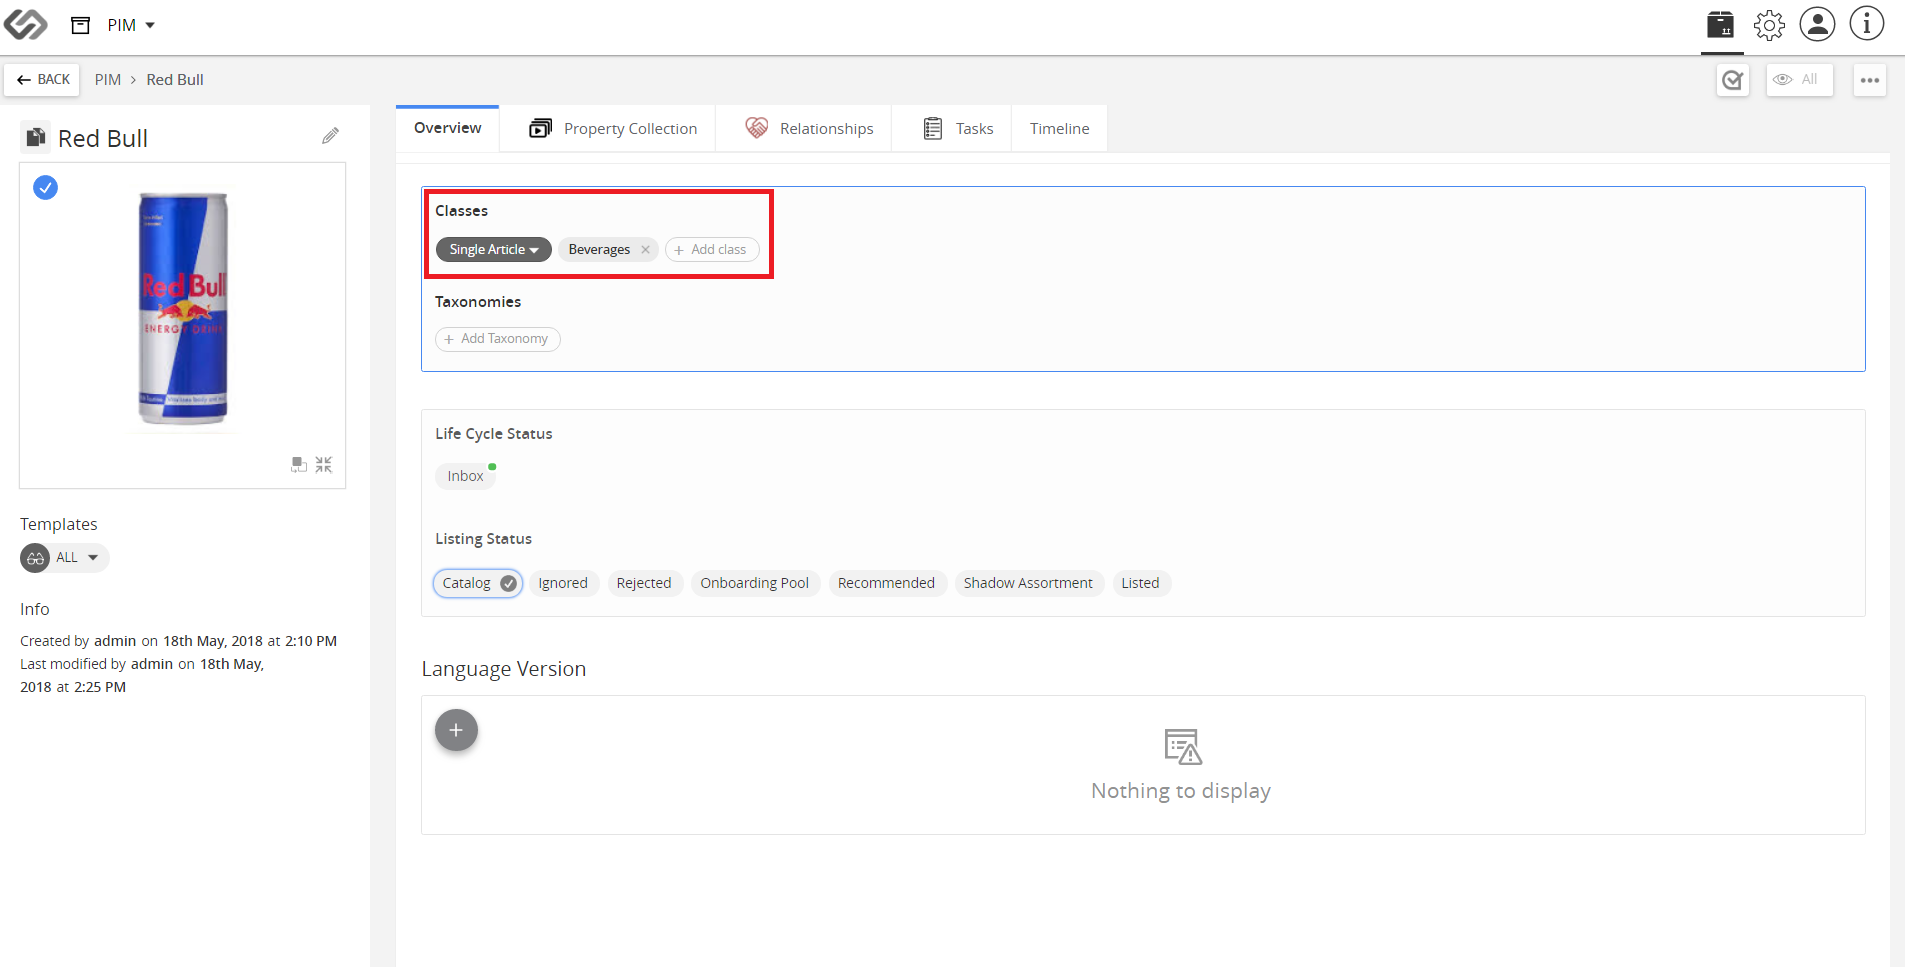 PIM
BACK
PIM > Red Bull
All
Red Bull
Red Bull
ENERGY DRINK
Templates
ALL
Info
Created by admin on 18th May, 2018 at 2:10 PM
Last modified by admin on 18th May,
2018 at 2:25 PM
Overview
Property Collection
Relationships
Tasks
Timeline
Classes
Single Article
Beverages ×
+ Add class
Taxonomies
+ Add Taxonomy
Life Cycle Status
Inbox
Listing Status
Catalog
Ignored
Rejected
Onboarding Pool
Recommended
Shadow Assortment
Listed
Language Version
+
Nothing to display